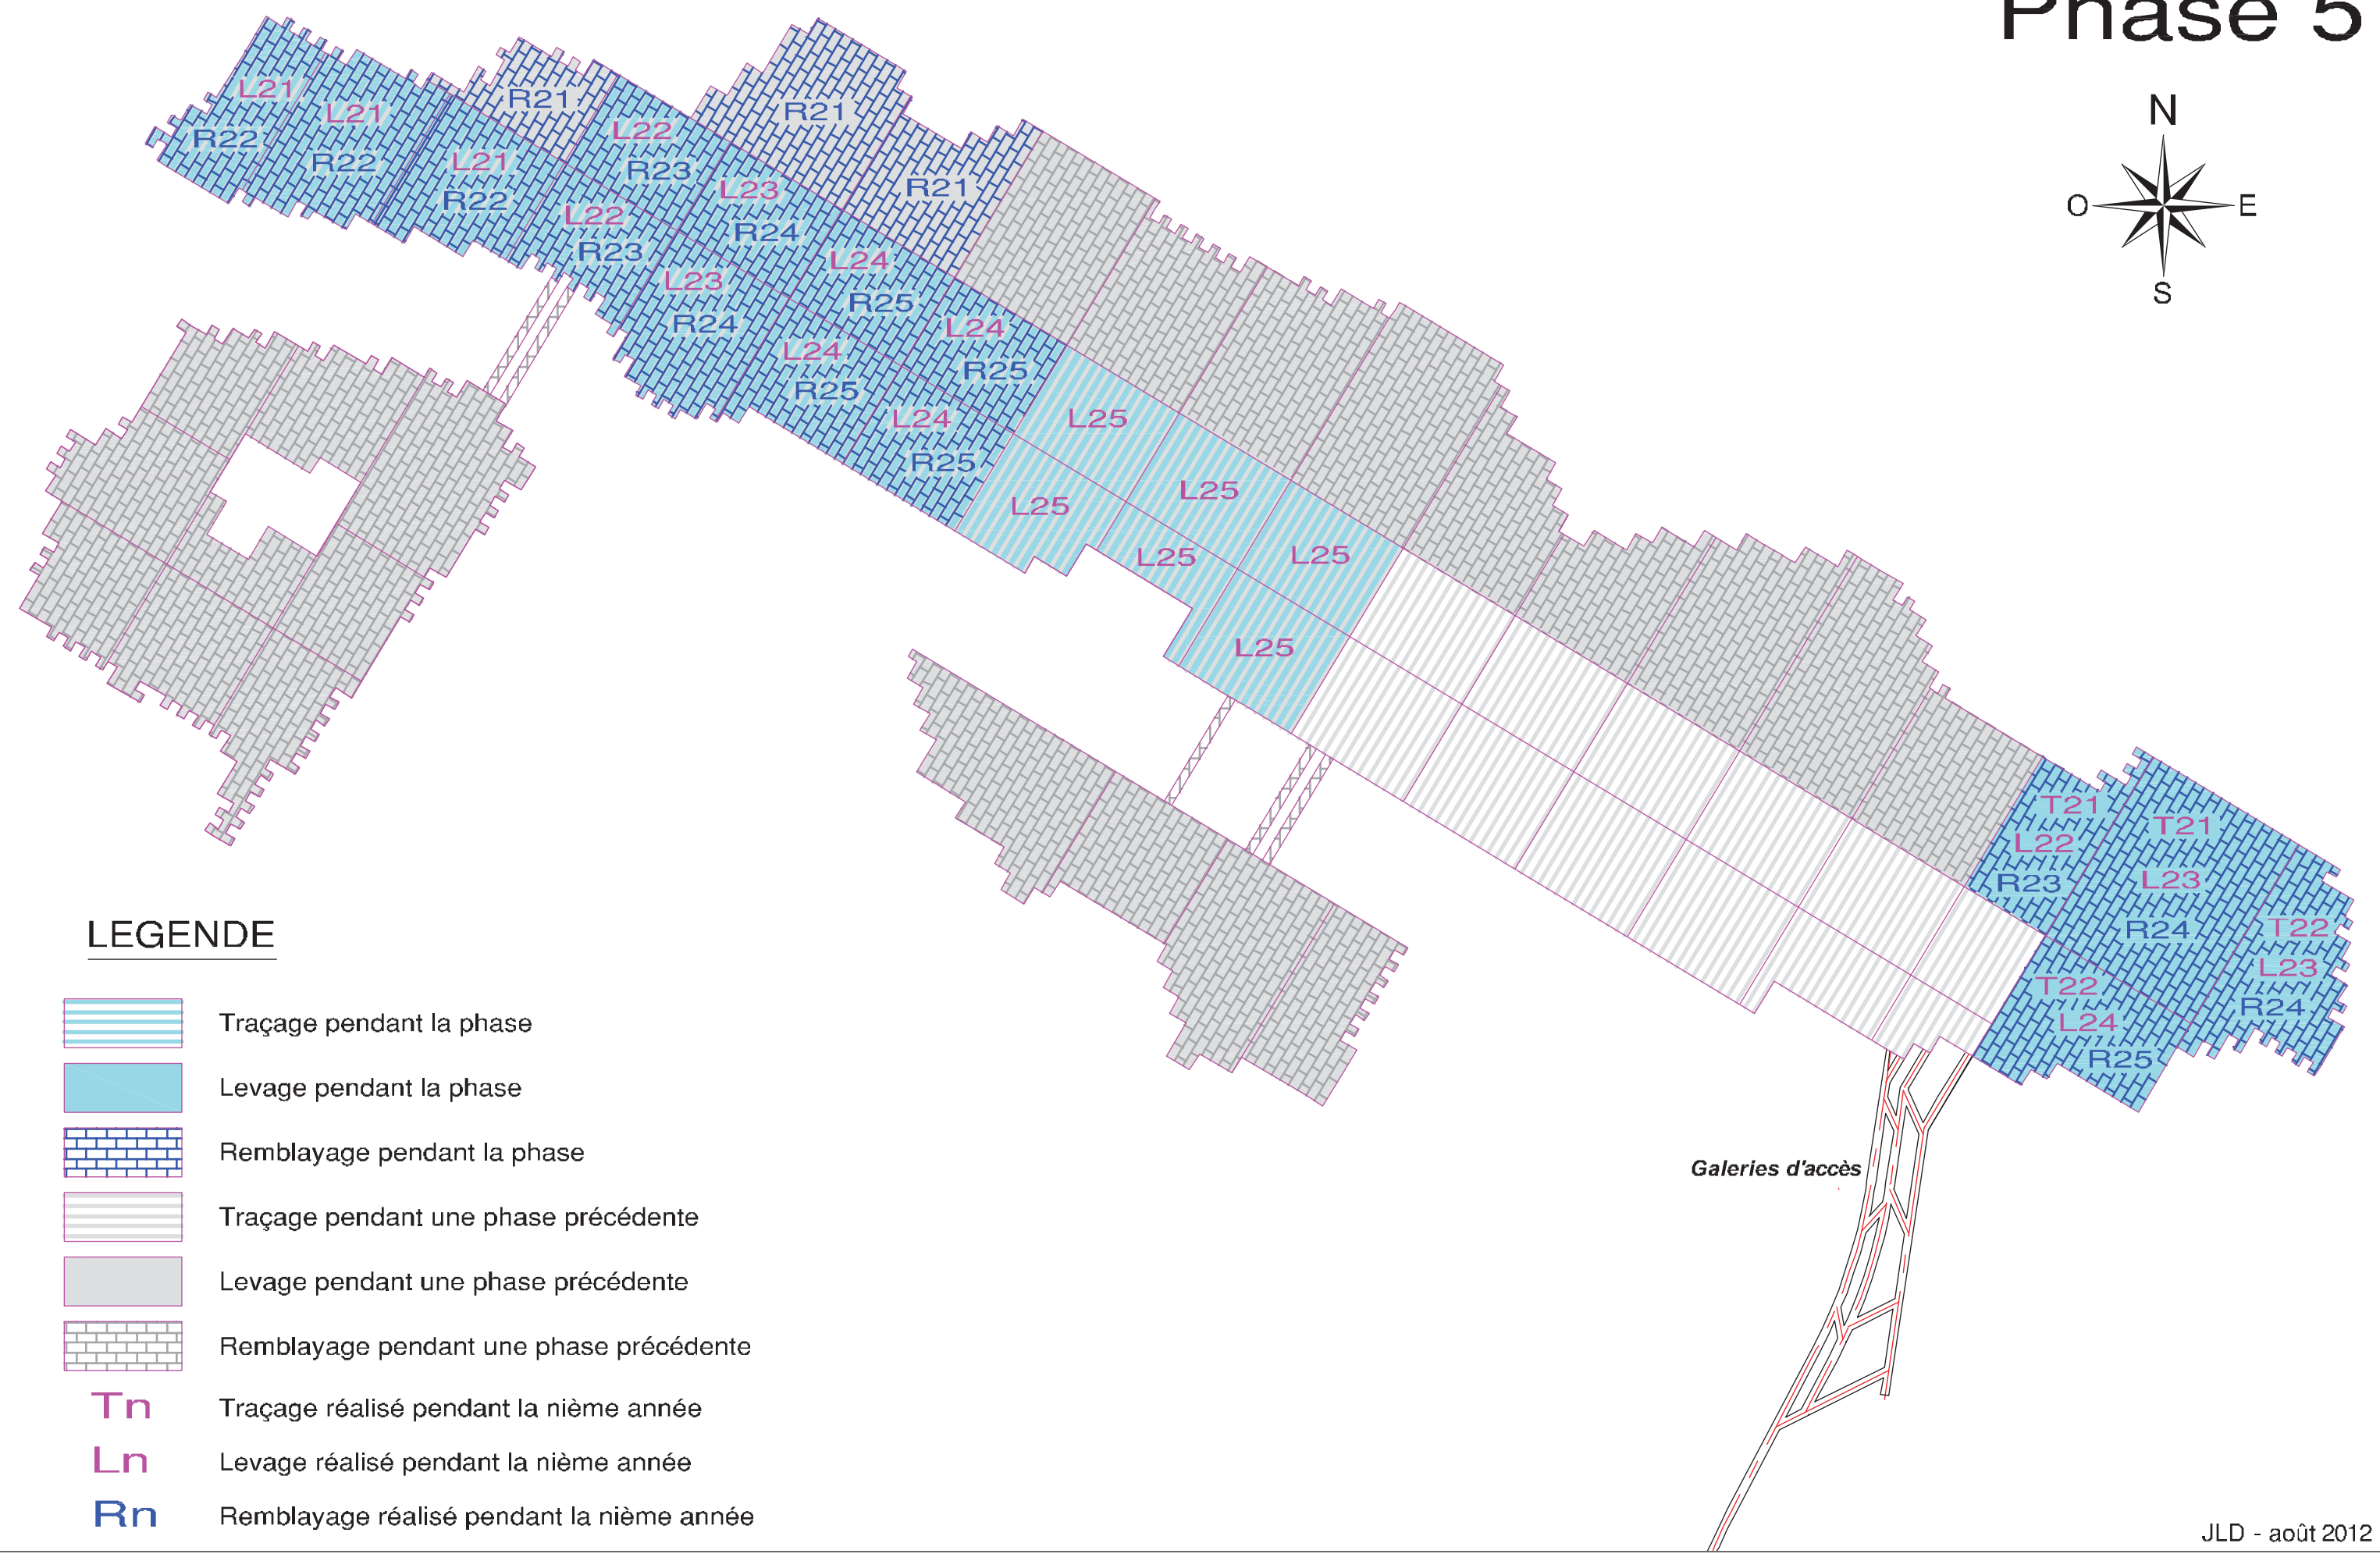 Phase 5
N
O
E
S
L21
R22
L21
R22
L21
R22
R21
L22
R23
L22
R23
R21
R21
L23
R24
L23
R24
L24
R25
L24
R25
L24
R25
L24
R25
L25
L25
L25
L25
L25
L25
T21
L22
R23
T21
L23
R24
T22
L23
R24
T22
L24
R25
Galeries d'accès
LEGENDE
Traçage pendant la phase
Levage pendant la phase
Remblayage pendant la phase
Traçage pendant une phase précédente
Levage pendant une phase précédente
Remblayage pendant une phase précédente
Tn Traçage réalisé pendant la nième année
Ln Levage réalisé pendant la nième année
Rn Remblayage réalisé pendant la nième année
JLD - août 2012